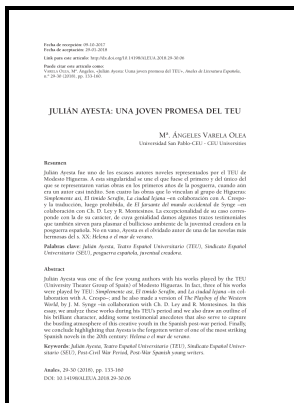 Fecha de recepción: 09-10-2017
Fecha de aceptación: 29-01-2018
Link para este artículo: http://dx.doi.org/10.14198/ALEUA.2018.29-30.06
Puede citar este artículo como:
VARELA OLEA, Mª. Ángeles, «Julián Ayesta: Una joven promesa del TEU», Anales de Literatura Española,
n.º 29-30 (2018), pp. 133-160.
JULIÁN AYESTA: UNA JOVEN PROMESA DEL TEU
Mª. ÁNGELES VARELA OLEA
Universidad San Pablo-CEU - CEU Universities
Resumen
Julián Ayesta fue uno de los escasos autores noveles representados por el TEU de
Modesto Higueras. A esta singularidad se une el que fuese el primero y del único del que
se representaron varias obras en los primeros años de la posguerra, cuando aun
era un autor casi inédito. Son cuatro las obras que lo vinculan al grupo de Higueras:
Simplemente así, El tímido Serafín, La ciudad lejana –en colaboración con A. Crespo–
y la traducción, luego prohibida, de El farsante del mundo occidental de Synge –en
colaboración con Ch. D. Ley y R. Montesinos. La excepcionalidad de su caso corres-
ponde con la de su carácter, de cuya genialidad damos algunos trazos testimoniales
que también sirven para plasmar el bullicioso ambiente de la juventud creadora en la
posguerra española. No en vano, Ayesta es el olvidado autor de una de las novelas más
hermosas del s. XX: Helena o el mar de verano.
Palabras clave: Julián Ayesta, Teatro Español Universitario (TEU), Sindicato Español
Universitario (SEU), posguerra española, juventud creadora.
Abstract
Julián Ayesta was one of the few young authors with his works played by the TEU
(University Theater Group of Spain) of Modesto Higueras. In fact, three of his works
were played by TEU: Simplemente así, El tímido Serafín, and La ciudad lejana –in col-
laboration with A. Crespo–; and he also made a version of The Playboy of the Western
World, by J. M. Synge –in collaboration with Ch. D. Ley and R. Montesinos. In this
essay, we analyze these works during his TEU's period and we also draw an outline of
his brilliant character, adding some testimonial anecdotes that also serve to capture
the bustling atmosphere of this creative youth in the Spanish post-war period. Finally,
we conclude highlighting that Ayesta is the forgotten writer of one of the most striking
Spanish novels in the 20th century: Helena o el mar de verano.
Keywords: Julián Ayesta, Teatro Español Universitario (TEU), Sindicato Español Univer-
sitario (SEU), Post-Civil War Period, Post-War Spanish young writers.
Anales, 29-30 (2018), pp. 133-160
DOI: 10.14198/ALEUA.2018.29-30.06